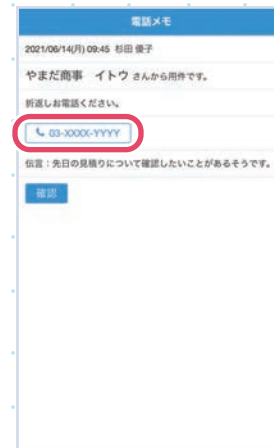 電話メモ
2021/06/14(月) 09:45 杉田 優子
やまだ商事　イトウ さんから用件です。
折返しお電話ください。
03-XXXX-YYYY
伝言：先日の見積りについて確認したいことがあるそうです。
確認